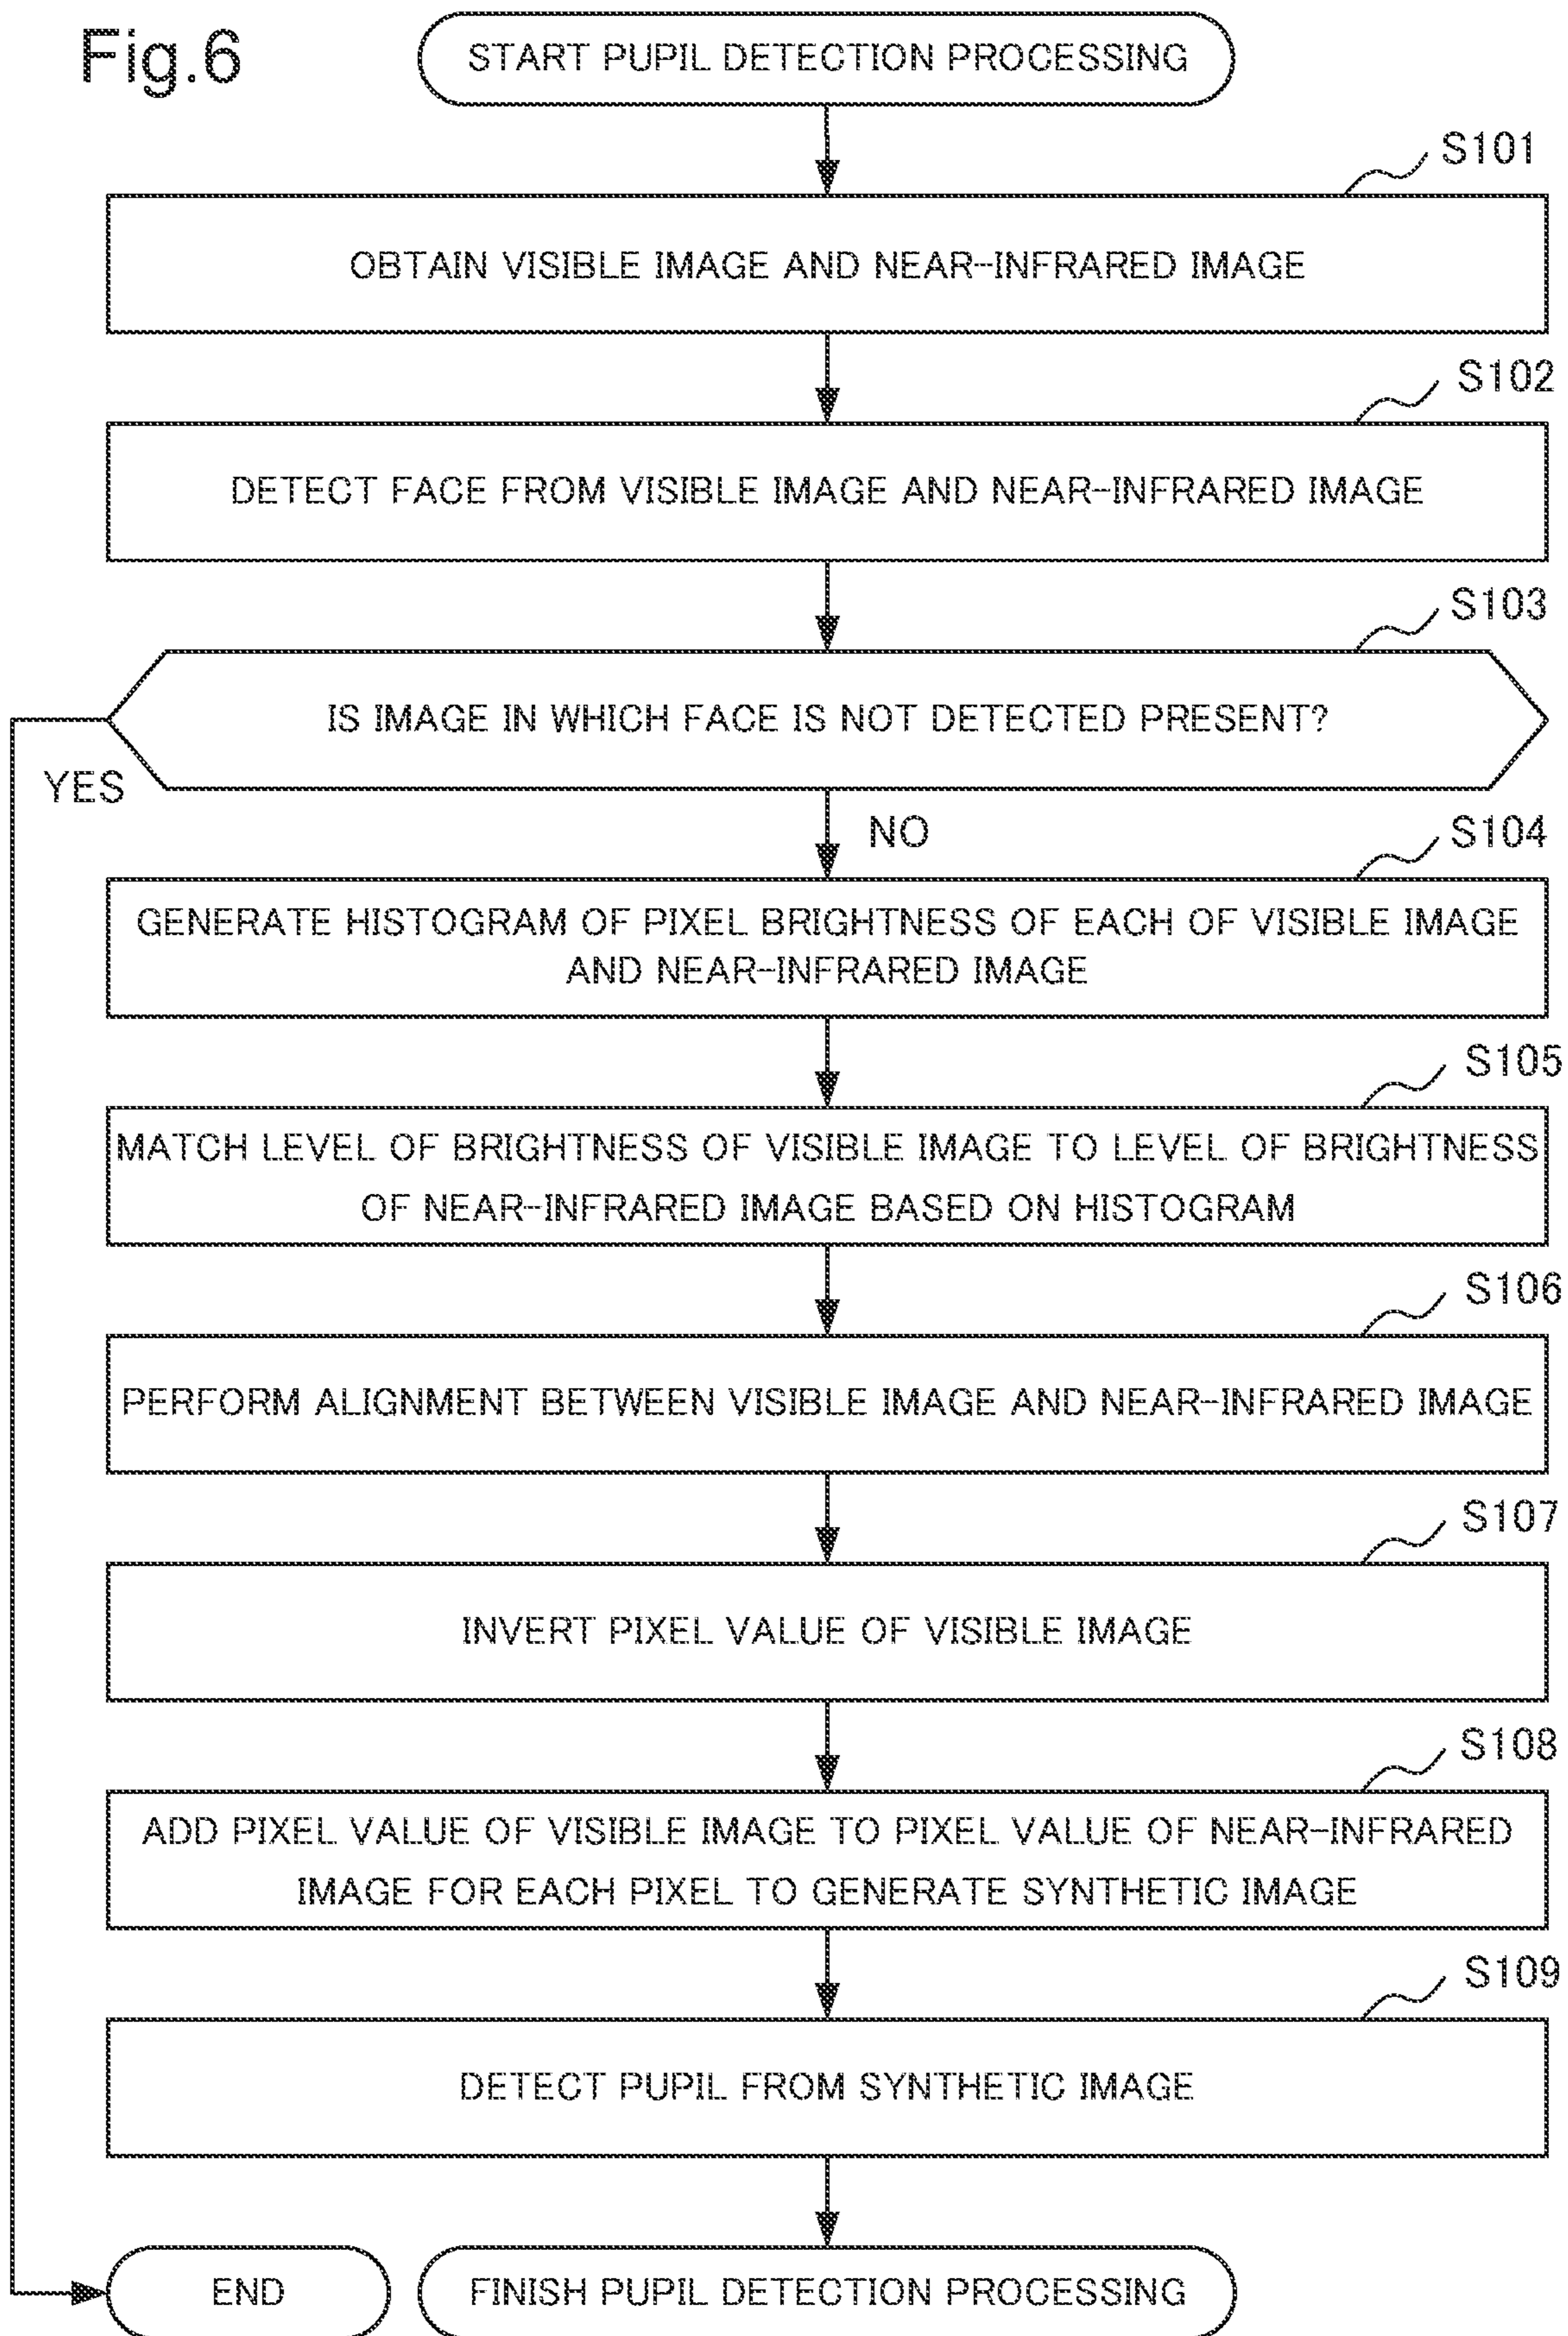 Fig.6
START PUPIL DETECTION PROCESSING
S101
OBTAIN VISIBLE IMAGE AND NEAR-INFRARED IMAGE
S102
DETECT FACE FROM VISIBLE IMAGE AND NEAR-INFRARED IMAGE
S103
IS IMAGE IN WHICH FACE IS NOT DETECTED PRESENT?
YES
NO
S104
GENERATE HISTOGRAM OF PIXEL BRIGHTNESS OF EACH OF VISIBLE IMAGE
AND NEAR-INFRARED IMAGE
S105
MATCH LEVEL OF BRIGHTNESS OF VISIBLE IMAGE TO LEVEL OF BRIGHTNESS
OF NEAR-INFRARED IMAGE BASED ON HISTOGRAM
S106
PERFORM ALIGNMENT BETWEEN VISIBLE IMAGE AND NEAR-INFRARED IMAGE
S107
INVERT PIXEL VALUE OF VISIBLE IMAGE
S108
ADD PIXEL VALUE OF VISIBLE IMAGE TO PIXEL VALUE OF NEAR-INFRARED
IMAGE FOR EACH PIXEL TO GENERATE SYNTHETIC IMAGE
S109
DETECT PUPIL FROM SYNTHETIC IMAGE
END
FINISH PUPIL DETECTION PROCESSING